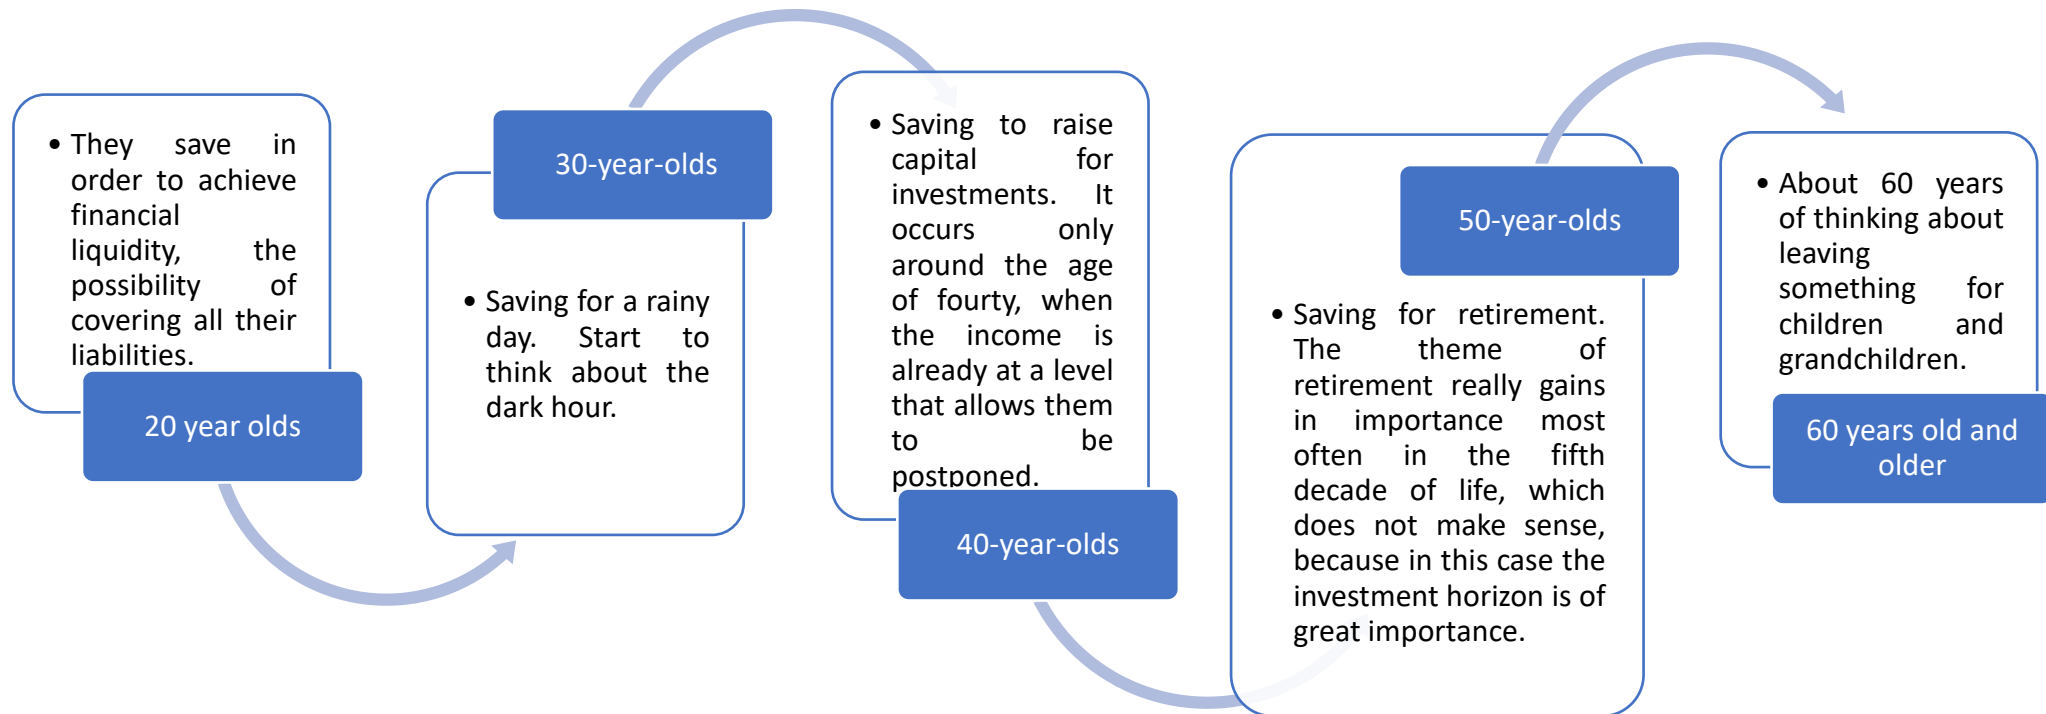 • They save in
order to achieve
financial
liquidity, the
possibility of
covering all their
liabilities.
20 year olds
30-year-olds
• Saving for a rainy
day. Start to
think about the
dark hour.
• Saving to raise
capital for
investments. It
occurs only
around the age
of fourty, when
the income is
already at a level
that allows them
to be
postponed.
40-year-olds
50-year-olds
• Saving for retirement.
The theme of
retirement really gains
in importance most
often in the fifth
decade of life, which
does not make sense,
because in this case the
investment horizon is of
great importance.
• About 60 years
of thinking about
leaving
something for
children and
grandchildren.
60 years old and
older